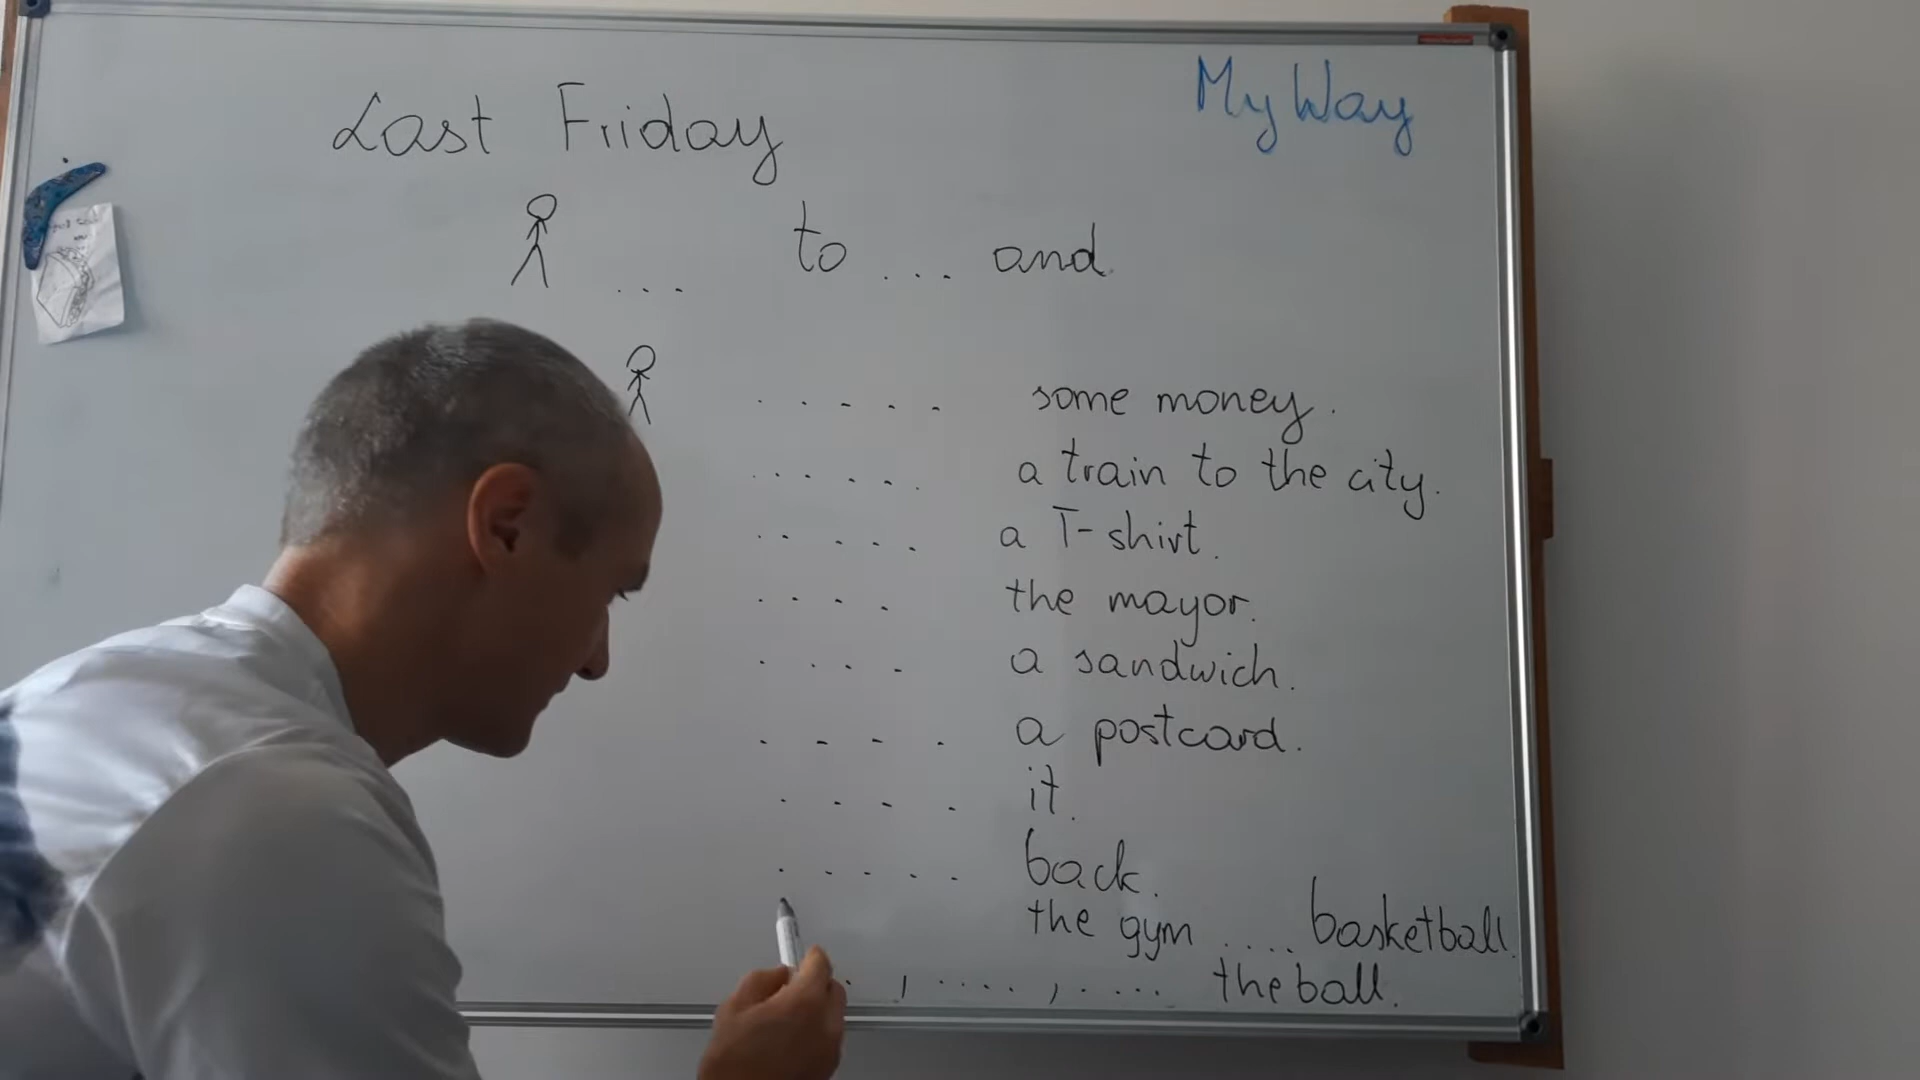 Last Friday
My Way
... to ... and
..... some money.
...... a train to the city.
..... a T-shirt.
.... the mayor.
.... a sandwich.
.... a postcard.
.... it.
..... back.
the gym .... basketball.
. , .... , .... the ball.